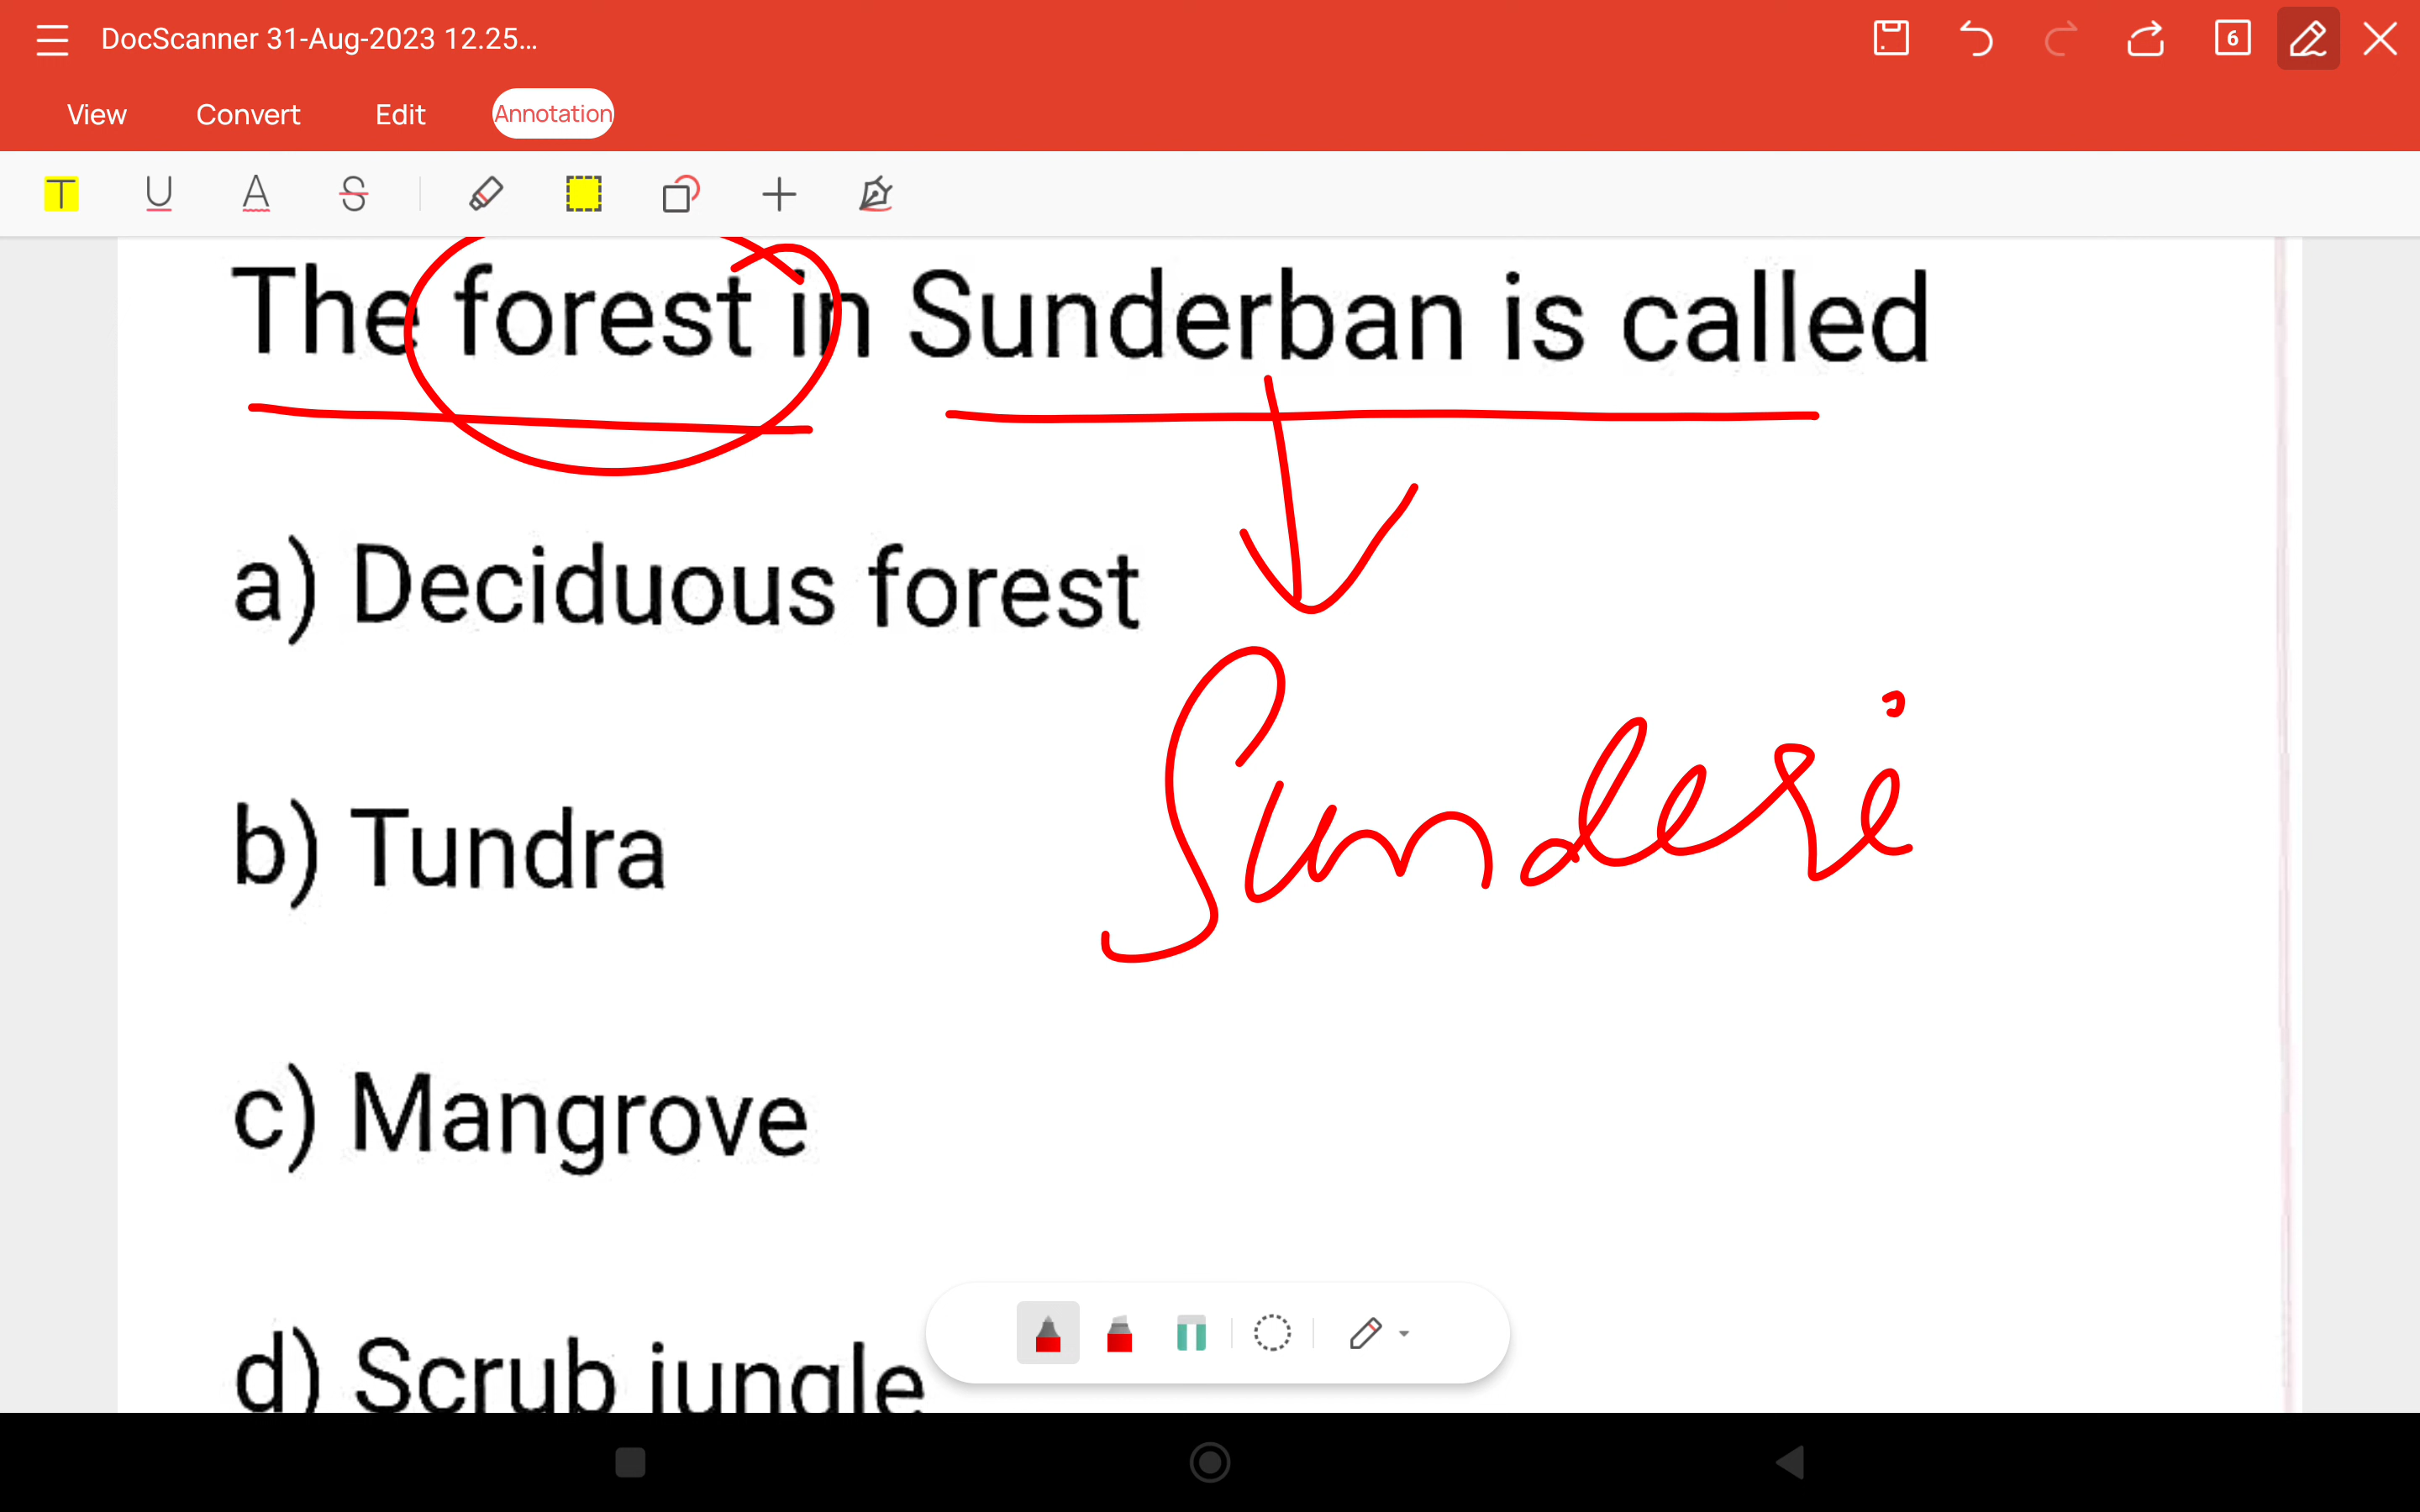 DocScanner 31-Aug-2023 12.25...
6
View Convert Edit Annotation
T U A S
The forest in Sunderban is called
a) Deciduous forest
Sunderi
b) Tundra
c) Mangrove
d) Scrub jungle